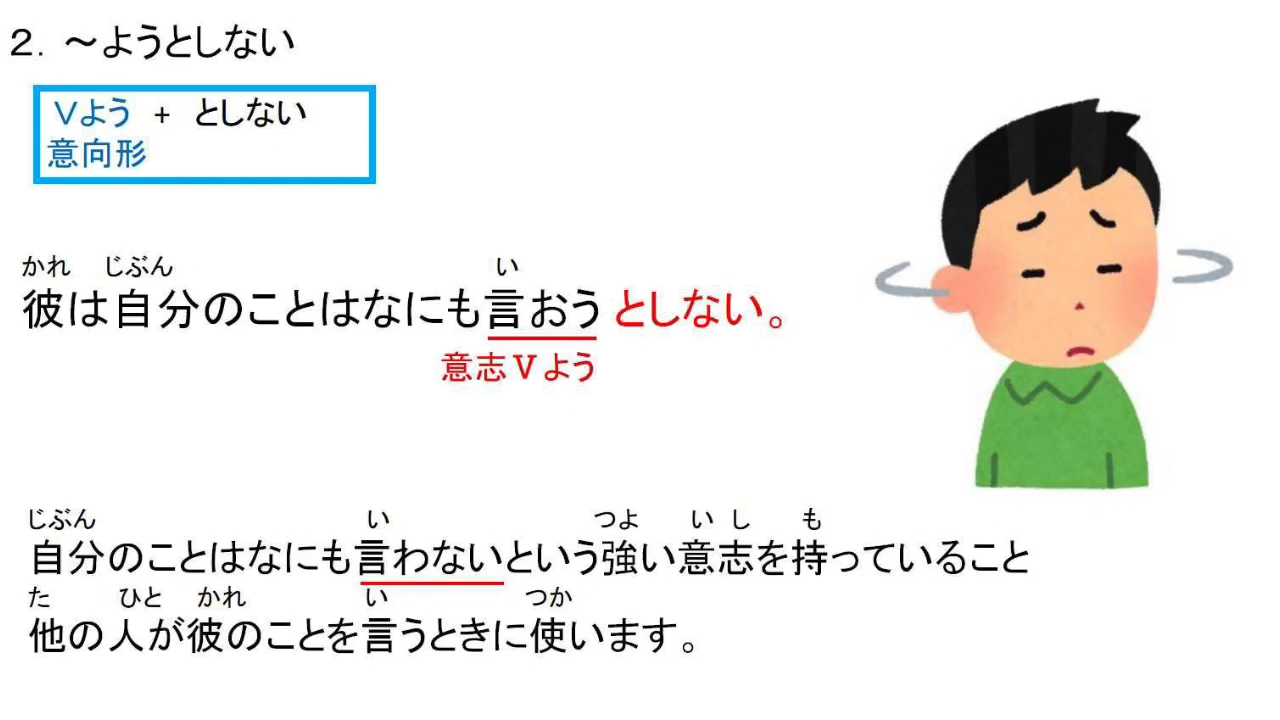 ２．～ようとしない
Ｖよう + としない
意向形
かれ じぶん い
彼は自分のことはなにも言おうとしない。
意志Ｖよう
じぶん い つよ い し も
自分のことはなにも言わないという強い意志を持っていること
た ひと かれ い つか
他の人が彼のことを言うときに使います。